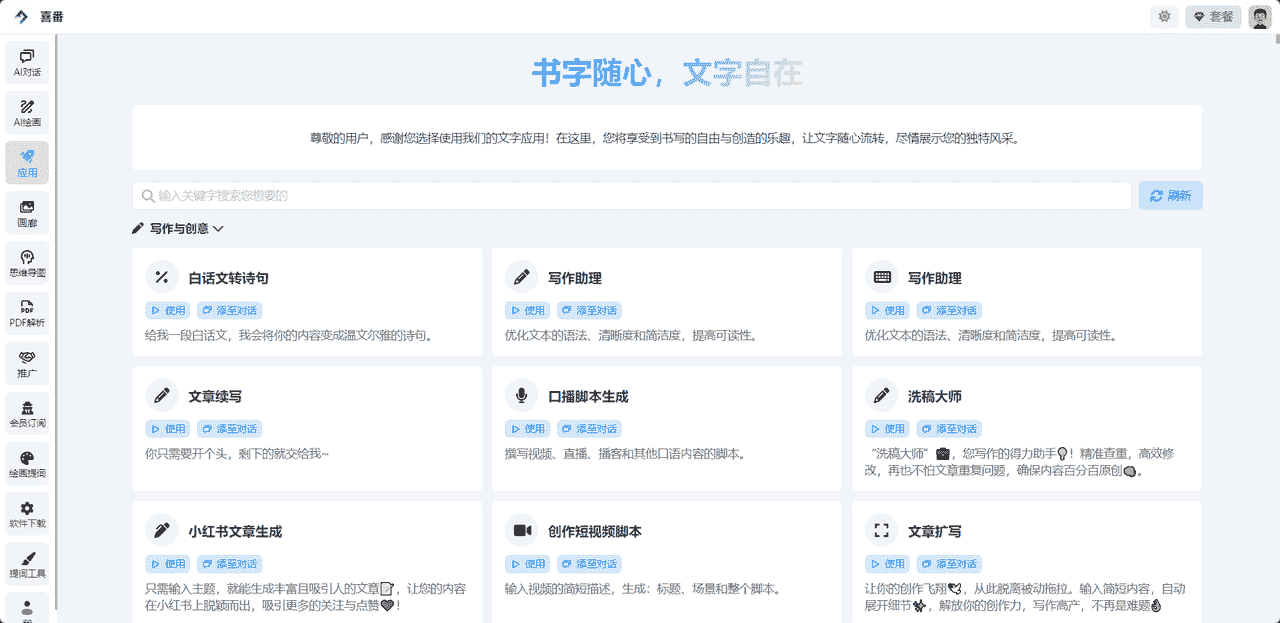 喜番
套餐
AI对话
AI绘画
应用
画廊
思维导图
PDF解析
推广
会员订阅
绘画提词
软件下载
提词工具
书字随心，文字自在
尊敬的用户，感谢您选择使用我们的文字应用！在这里，您将享受到书写的自由与创造的乐趣，让文字随心流转，尽情展示您的独特风采。
输入关键字搜索您想要的
刷新
写作与创意
白话文转诗句
使用 添至对话
给我一段白话文，我会将你的内容变成温文尔雅的诗句。
写作助理
使用 添至对话
优化文本的语法、清晰度和简洁度，提高可读性。
写作助理
使用 添至对话
优化文本的语法、清晰度和简洁度，提高可读性。
文章续写
使用 添至对话
你只需要开个头，剩下的就交给我~
口播脚本生成
使用 添至对话
撰写视频、直播、播客和其他口语内容的脚本。
洗稿大师
使用 添至对话
“洗稿大师”💼，您写作的得力助手💡！精准查重，高效修
改，再也不怕文章重复问题，确保内容百分百原创。
小红书文章生成
使用 添至对话
只需输入主题，就能生成丰富且吸引人的文章📝，让您的内容
在小红书上脱颖而出，吸引更多的关注与点赞❤！
创作短视频脚本
使用 添至对话
输入视频的简短描述，生成：标题、场景和整个脚本。
文章扩写
使用 添至对话
让你的创作飞翔🕊，从此脱离被动拖拉。输入简短内容，自动
展开细节✨，解放你的创作力，写作高产，不再是难题